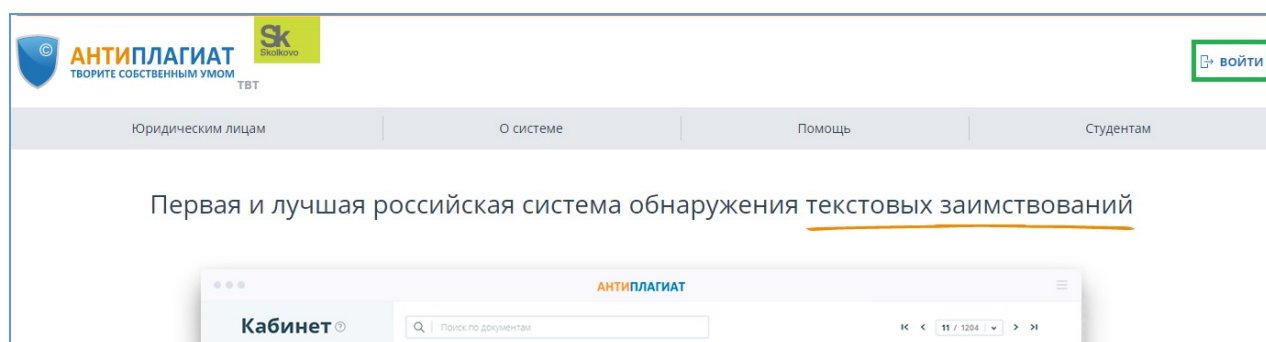 ©
АНТИПЛАГИАТ
ТВОРИТЕ СОБСТВЕННЫМ УМОМ
Sk
Skolkovo
ТВТ
ВОЙТИ
Юридическим лицам
О системе
Помощь
Студентам
Первая и лучшая российская система обнаружения текстовых заимствований
АНТИПЛАГИАТ
Кабинет
Поиск по документам
11 / 1204